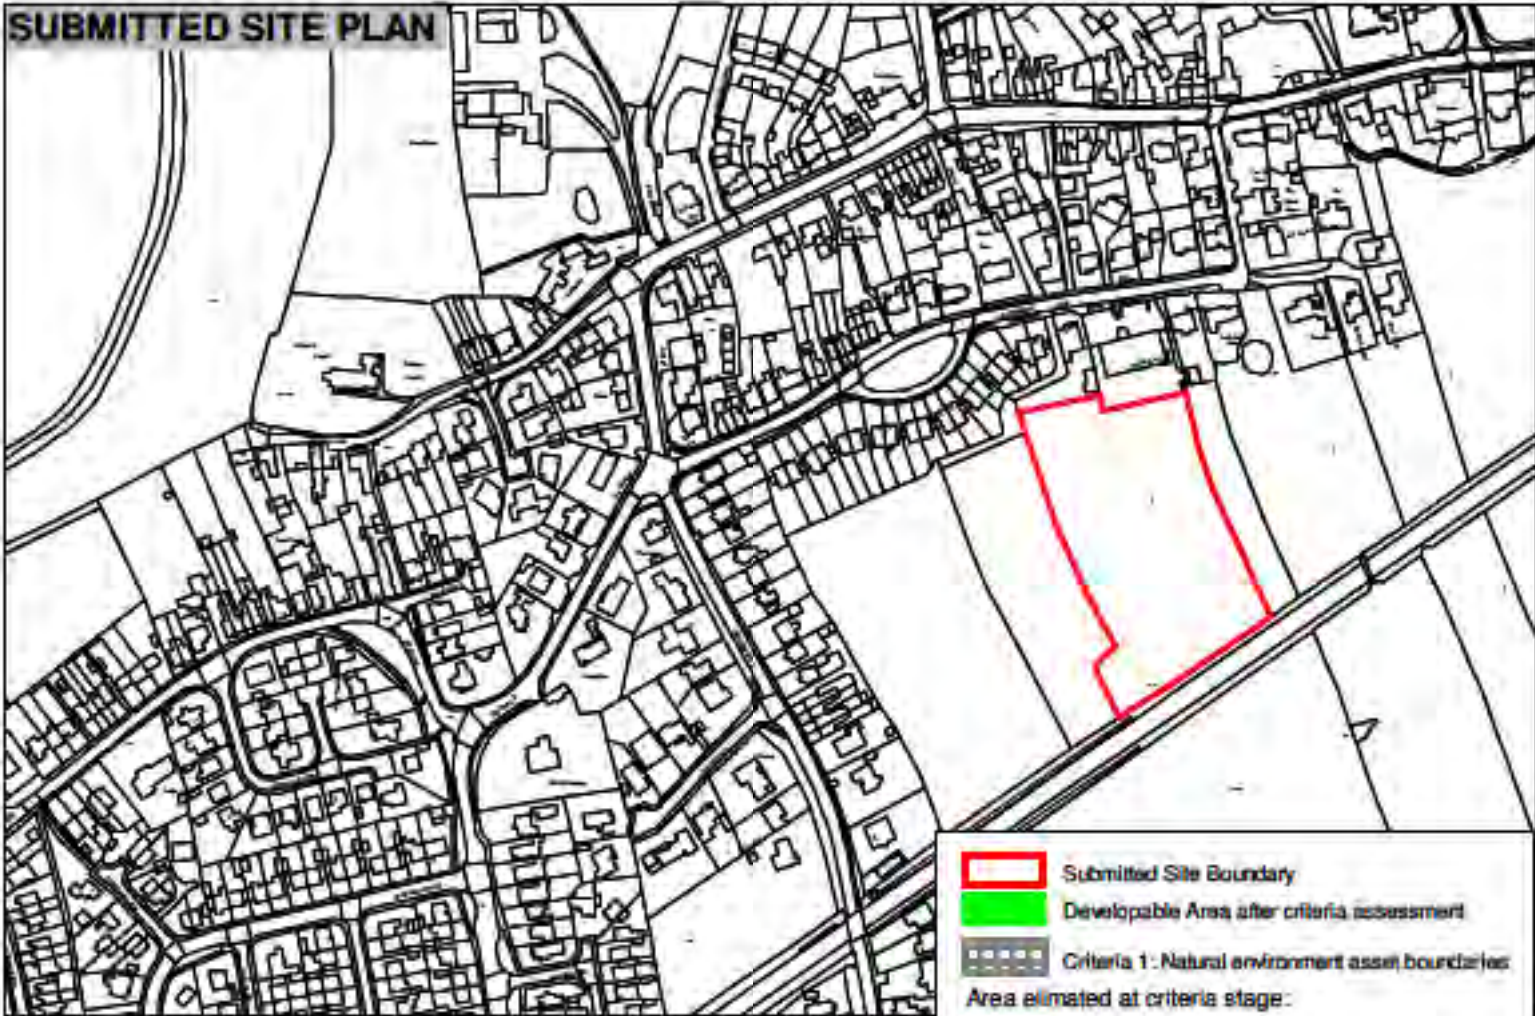 SUBMITTED SITE PLAN
Submitted Site Boundary
Developable Area after criteria assessment
Criteria 1: Natural environment asset boundaries
Area elimated at criteria stage: